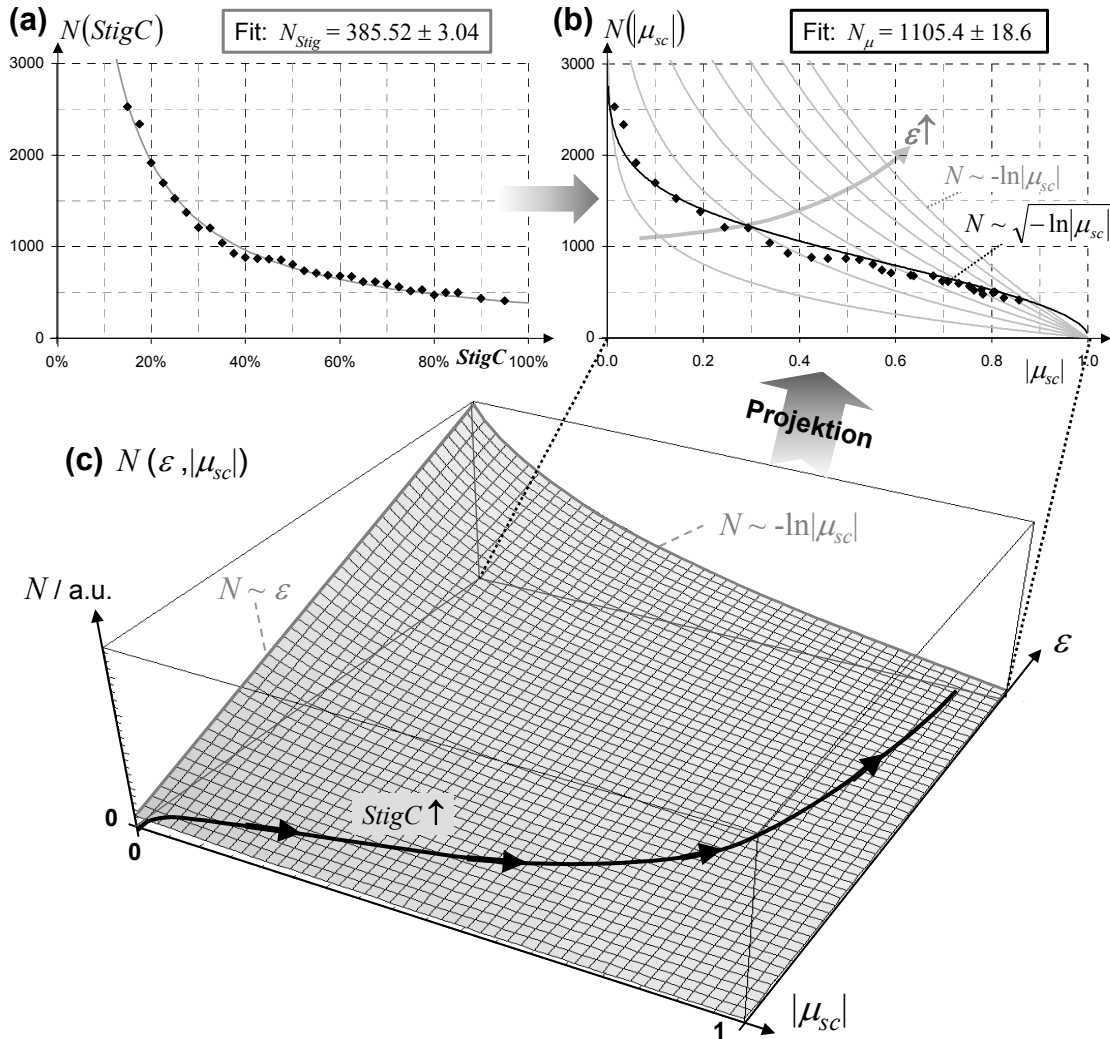 (a) N(StigC)
Fit: N_Stig = 385.52 ± 3.04
3000
2000
1000
0
0% 20% 40% 60% 80% 100%
StigC
(b) N(|μ_sc|)
Fit: N_μ = 1105.4 ± 18.6
3000
2000
1000
0
ε↑
N ~ -ln|μ_sc|
N ~ √-ln|μ_sc|
0.0 0.2 0.4 0.6 0.8 1.0
|μ_sc|
Projektion
(c) N(ε,|μ_sc|)
N ~ -ln|μ_sc|
N ~ ε
N / a.u.
ε
StigC ↑
0
0
1
|μ_sc|